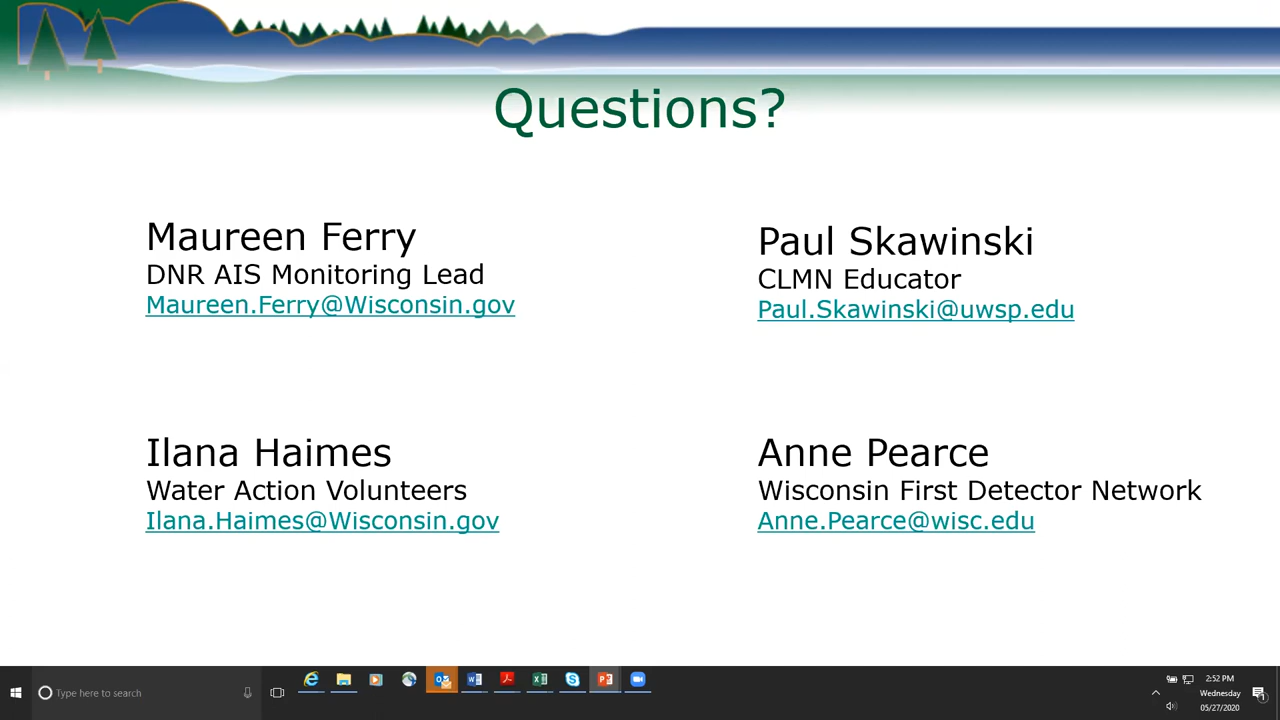 Questions?
Maureen Ferry
DNR AIS Monitoring Lead
Maureen.Ferry@Wisconsin.gov
Paul Skawinski
CLMN Educator
Paul.Skawinski@uwsp.edu
Ilana Haimes
Water Action Volunteers
Ilana.Haimes@Wisconsin.gov
Anne Pearce
Wisconsin First Detector Network
Anne.Pearce@wisc.edu
Type here to search
2:52 PM
Wednesday
05/27/2020